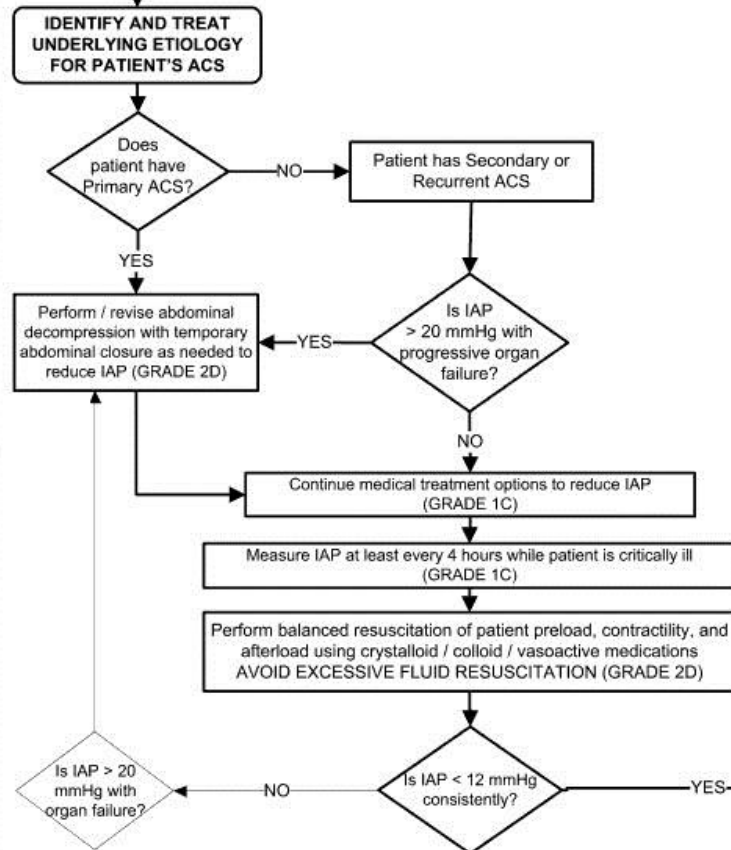 IDENTIFY AND TREAT
UNDERLYING ETIOLOGY
FOR PATIENT'S ACS
Does
patient have
Primary ACS?
NO
Patient has Secondary or
Recurrent ACS
YES
Perform / revise abdominal
decompression with temporary
abdominal closure as needed to
reduce IAP (GRADE 2D)
YES
Is IAP
> 20 mmHg with
progressive organ
failure?
NO
Continue medical treatment options to reduce IAP
(GRADE 1C)
Measure IAP at least every 4 hours while patient is critically ill
(GRADE 1C)
Perform balanced resuscitation of patient preload, contractility, and
afterload using crystalloid / colloid / vasoactive medications
AVOID EXCESSIVE FLUID RESUSCITATION (GRADE 2D)
Is IAP > 20
mmHg with
organ failure?
NO
Is IAP < 12 mmHg
consistently?
YES